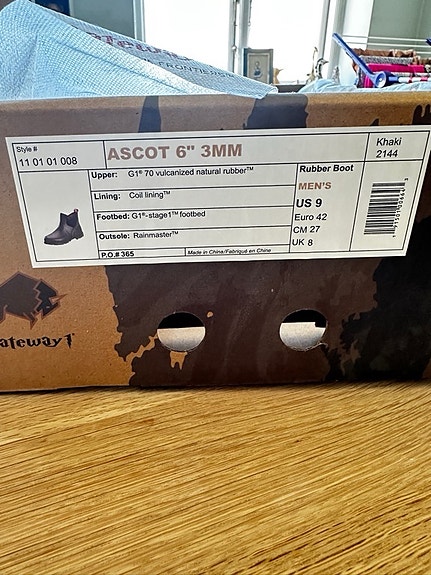 FRONTIERS
Style #
11 01 01 008
ASCOT 6" 3MM
Khaki
2144
Upper: G1® 70 vulcanized natural rubber™
Lining: Coil lining™
Footbed: G1®-stage1™ footbed
Outsole: Rainmaster™
P.O.# 365
Made in China/Fabriqué en Chine
Rubber Boot
MEN'S
US 9
Euro 42
CM 27
UK 8
Gateway1